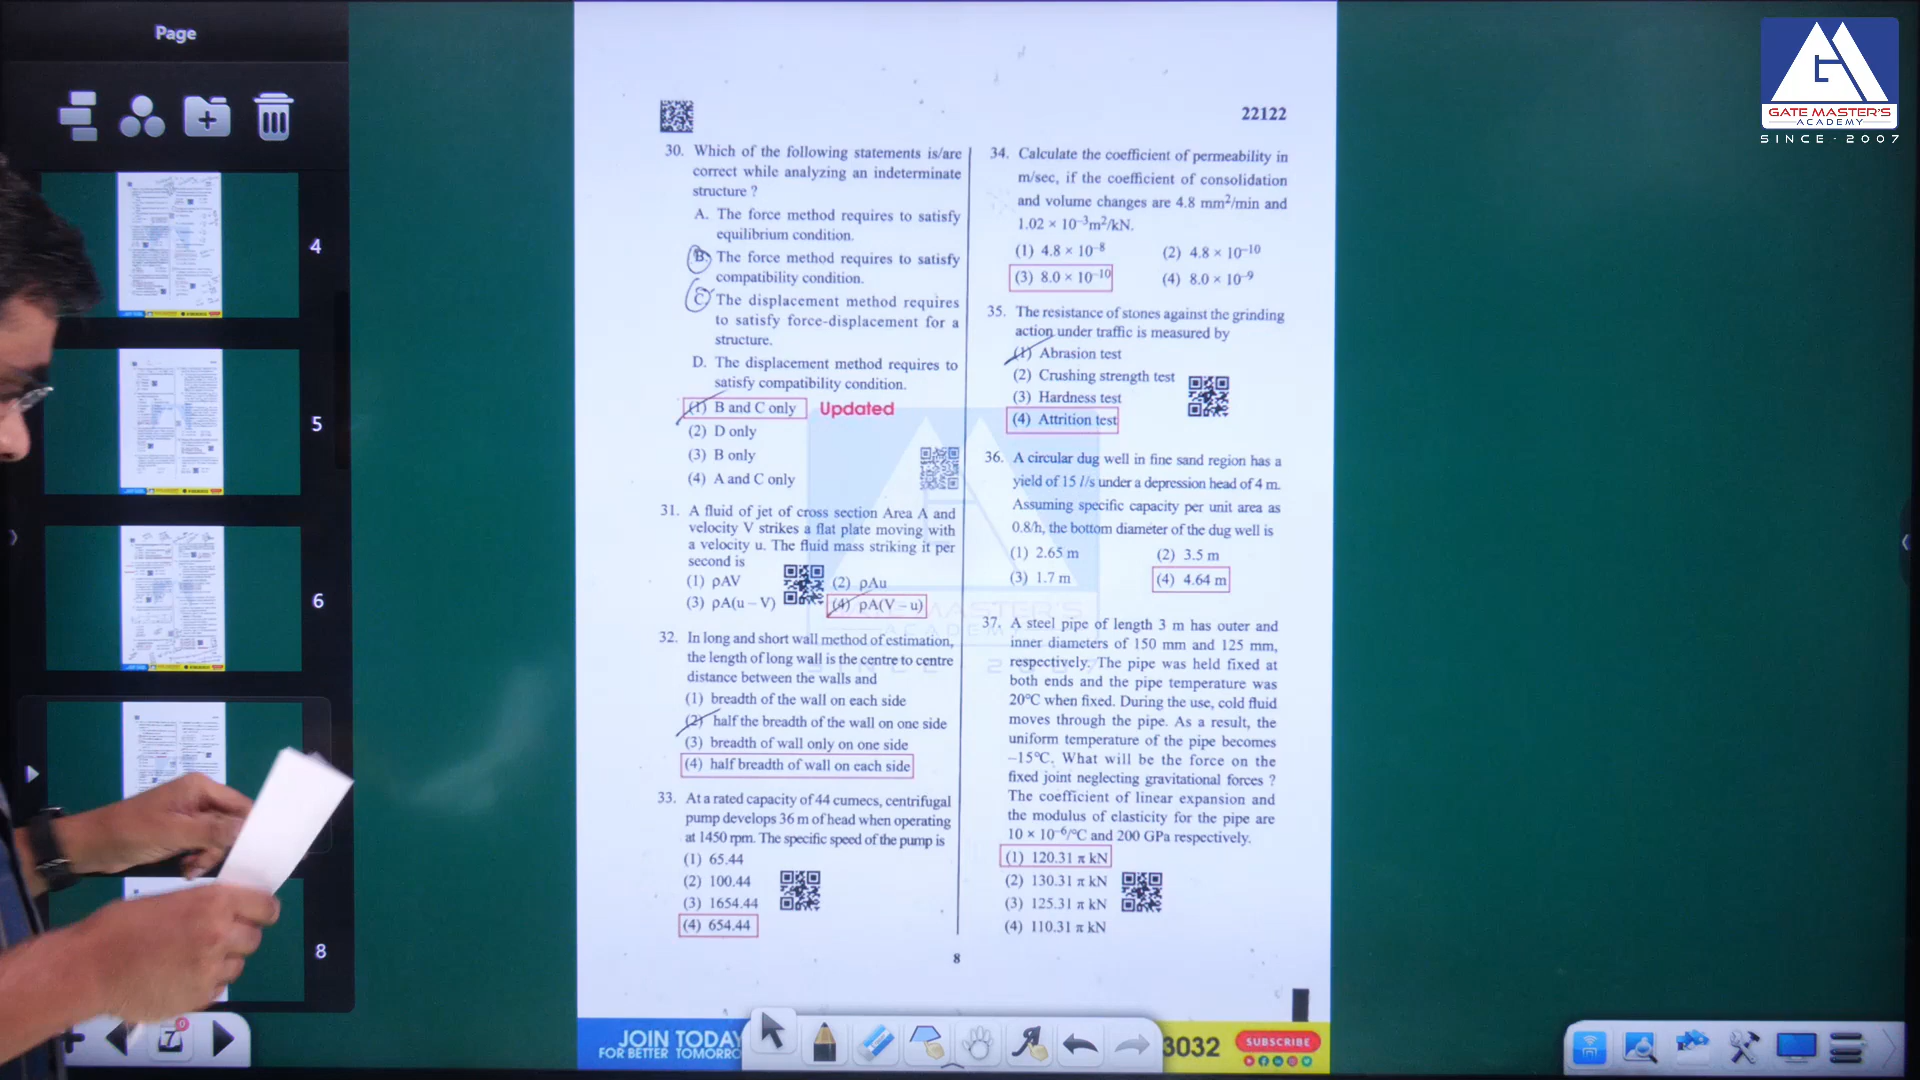 Page
4
5
6
8
7
0
22122
30. Which of the following statements is/are
correct while analyzing an indeterminate
structure ?
A. The force method requires to satisfy
equilibrium condition.
B. The force method requires to satisfy
compatibility condition.
C. The displacement method requires
to satisfy force-displacement for a
structure.
D. The displacement method requires to
satisfy compatibility condition.
(1) B and C only Updated
(2) D only
(3) B only
(4) A and C only
31. A fluid of jet of cross section Area A and
velocity V strikes a flat plate moving with
a velocity u. The fluid mass striking it per
second is
(1) ρAV (2) ρAu
(3) ρA(u – V) (4) ρA(V – u)
32. In long and short wall method of estimation,
the length of long wall is the centre to centre
distance between the walls and
(1) breadth of the wall on each side
(2) half the breadth of the wall on one side
(3) breadth of wall only on one side
(4) half breadth of wall on each side
33. At a rated capacity of 44 cumecs, centrifugal
pump develops 36 m of head when operating
at 1450 rpm. The specific speed of the pump is
(1) 65.44
(2) 100.44
(3) 1654.44
(4) 654.44
34. Calculate the coefficient of permeability in
m/sec, if the coefficient of consolidation
and volume changes are 4.8 mm²/min and
1.02 × 10⁻³m²/kN.
(1) 4.8 × 10⁻⁸ (2) 4.8 × 10⁻¹⁰
(3) 8.0 × 10⁻¹⁰ (4) 8.0 × 10⁻⁹
35. The resistance of stones against the grinding
action under traffic is measured by
(1) Abrasion test
(2) Crushing strength test
(3) Hardness test
(4) Attrition test
36. A circular dug well in fine sand region has a
yield of 15 l/s under a depression head of 4 m.
Assuming specific capacity per unit area as
0.8/h, the bottom diameter of the dug well is
(1) 2.65 m (2) 3.5 m
(3) 1.7 m (4) 4.64 m
37. A steel pipe of length 3 m has outer and
inner diameters of 150 mm and 125 mm,
respectively. The pipe was held fixed at
both ends and the pipe temperature was
20°C when fixed. During the use, cold fluid
moves through the pipe. As a result, the
uniform temperature of the pipe becomes
–15°C. What will be the force on the
fixed joint neglecting gravitational forces ?
The coefficient of linear expansion and
the modulus of elasticity for the pipe are
10 × 10⁻⁶/°C and 200 GPa respectively.
(1) 120.31 π kN
(2) 130.31 π kN
(3) 125.31 π kN
(4) 110.31 π kN
8
JOIN TODAY
FOR BETTER TOMORRO
3032
SUBSCRIBE
GATE MASTER'S
ACADEMY
SINCE-2007